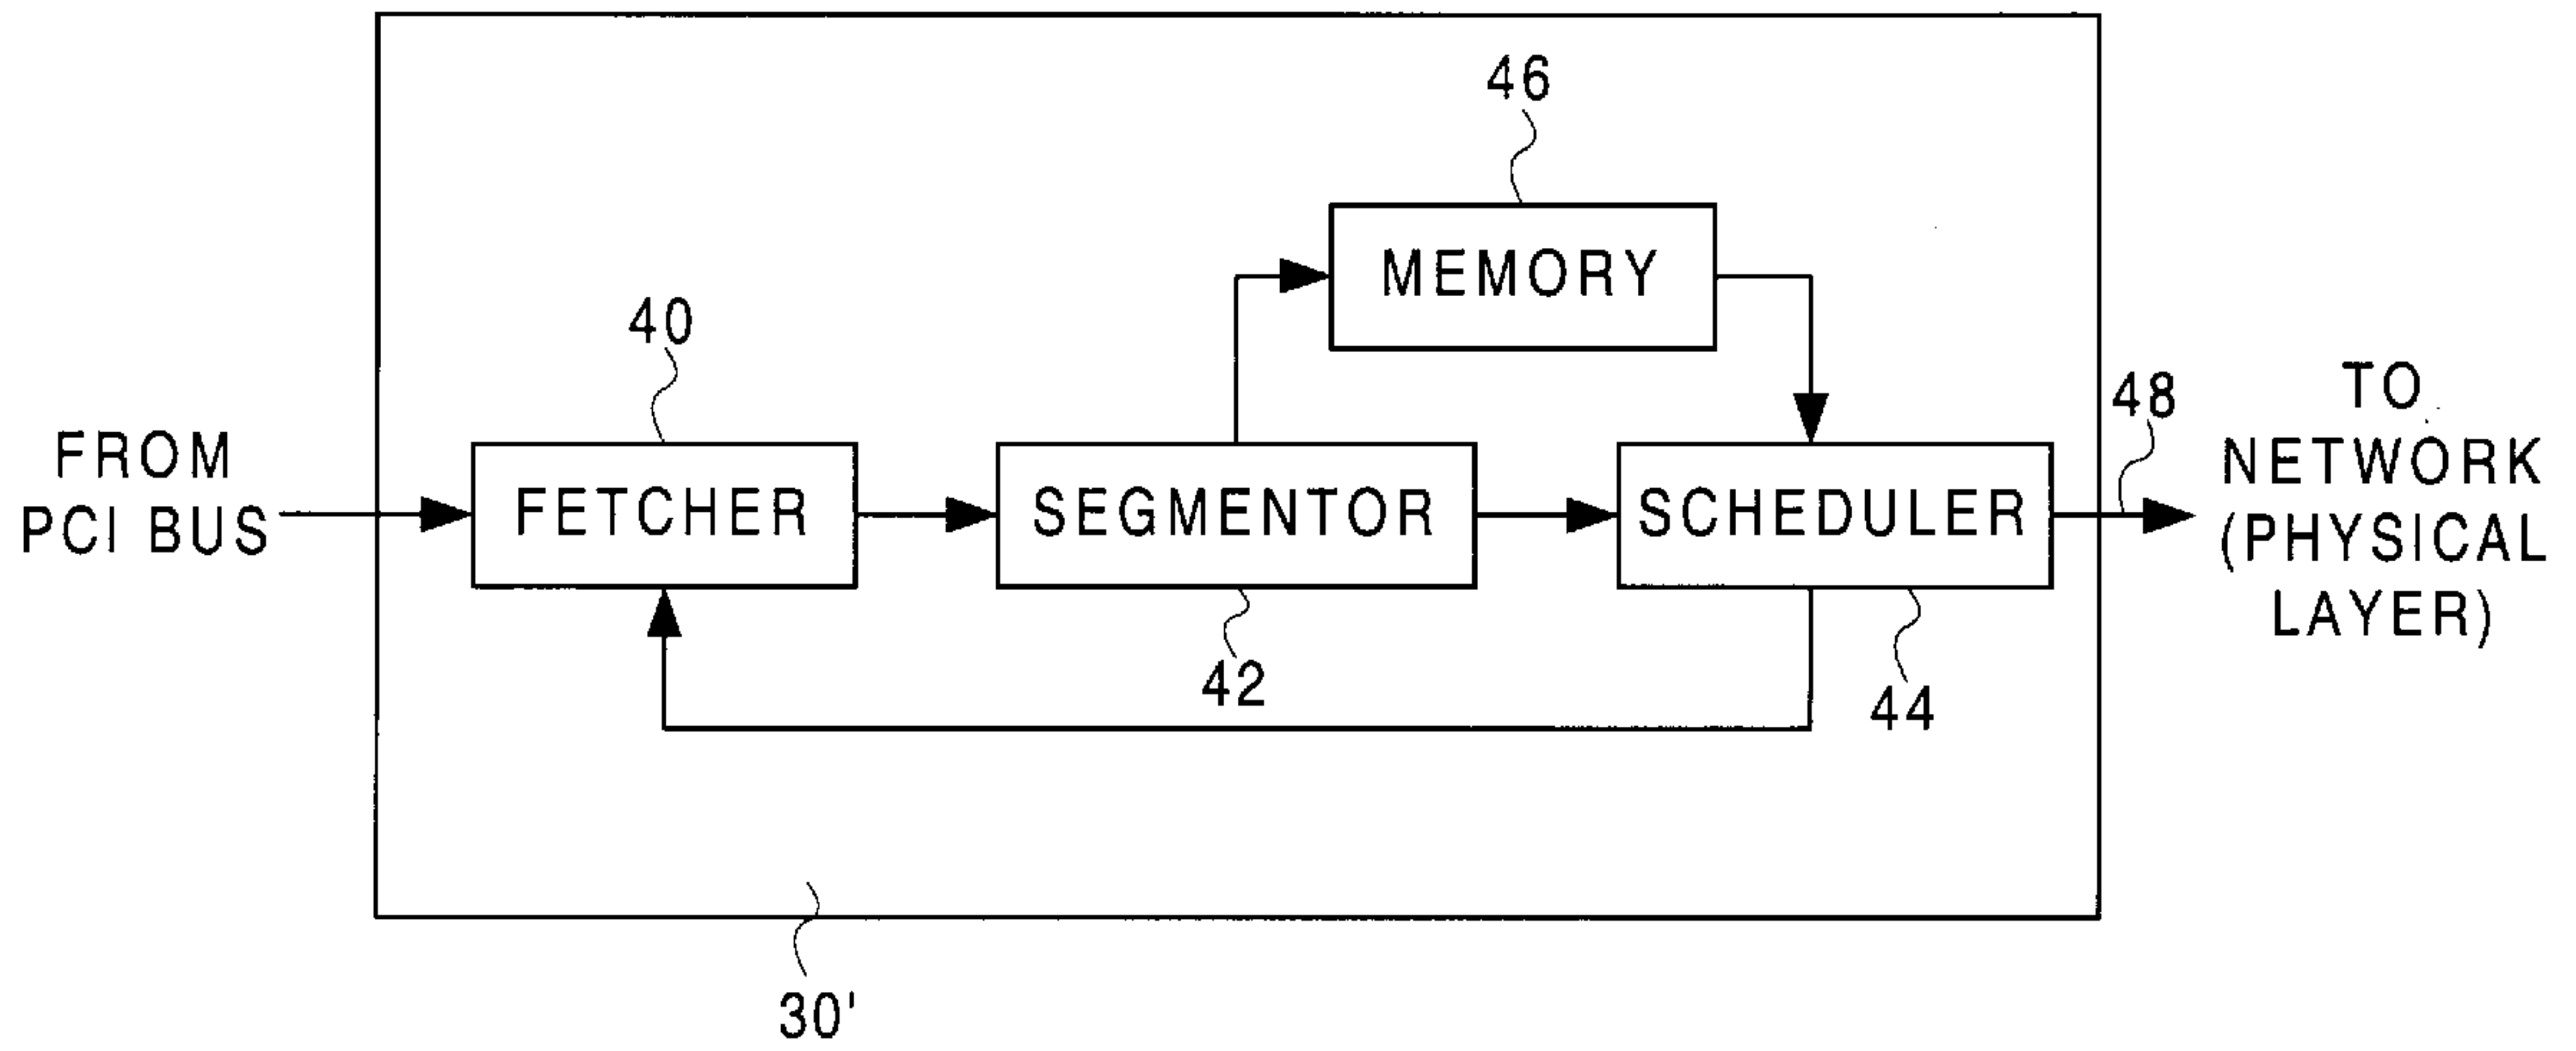 46
MEMORY
40
48
TO
NETWORK
(PHYSICAL
LAYER)
FROM
PCI BUS
FETCHER
SEGMENTOR
SCHEDULER
42
44
30'